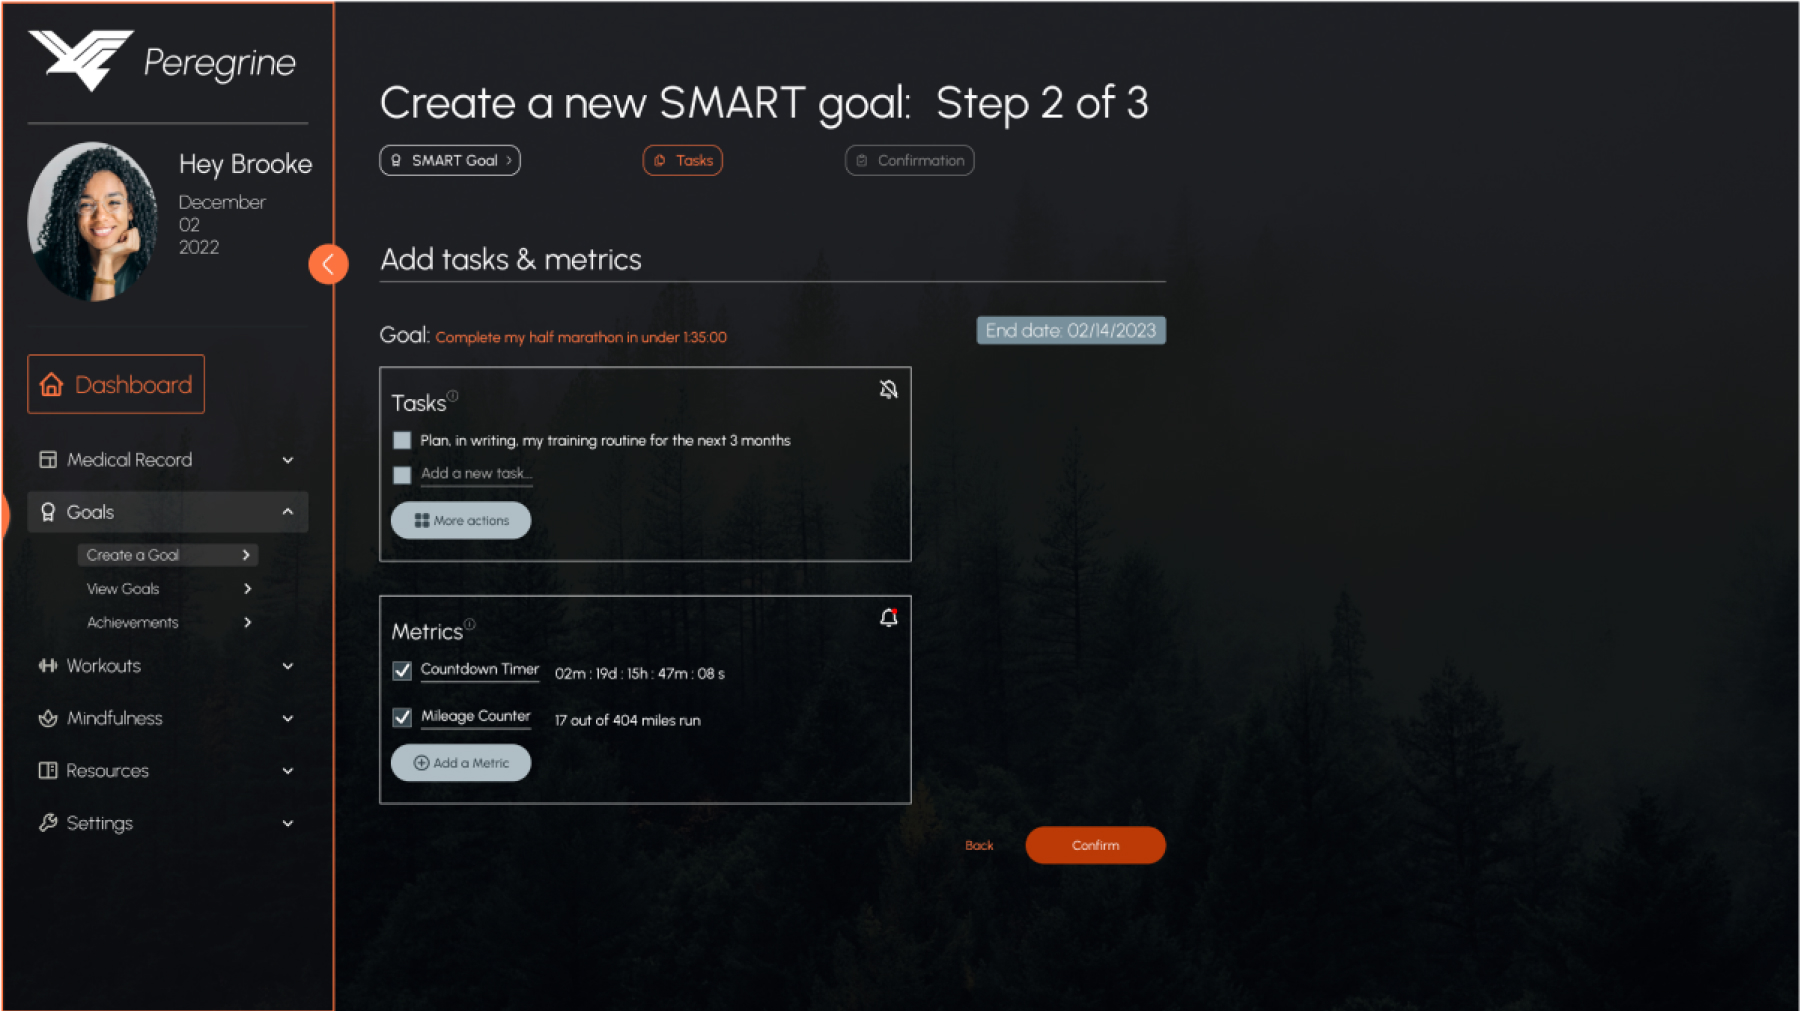 Peregrine
Hey Brooke
December
02
2022
Dashboard
Medical Record
Goals
Create a Goal
View Goals
Achievements
Workouts
Mindfulness
Resources
Settings
Create a new SMART goal: Step 2 of 3
SMART Goal
Tasks
Confirmation
Add tasks & metrics
Goal: Complete my half marathon in under 1:35:00
End date: 02/14/2023
Tasks
Plan, in writing, my training routine for the next 3 months
Add a new task...
More actions
Metrics
Countdown Timer 02m : 19d : 15h : 47m : 08 s
Mileage Counter 17 out of 404 miles run
Add a Metric
Back
Confirm